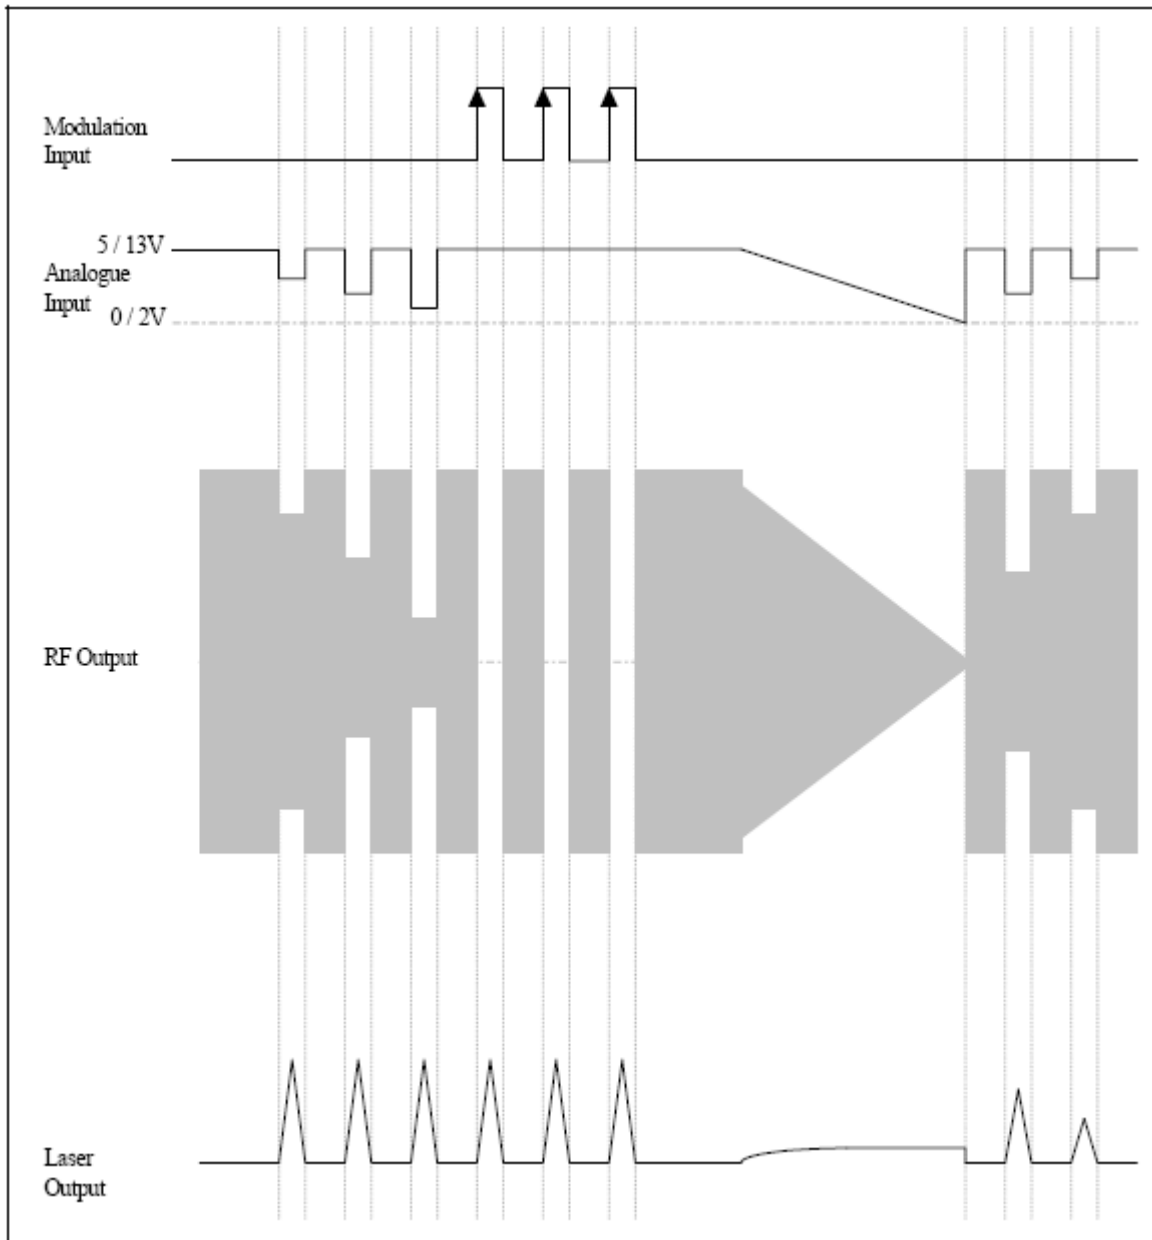 Modulation
Input
5 / 13V
Analogue
Input
0 / 2V
RF Output
Laser
Output